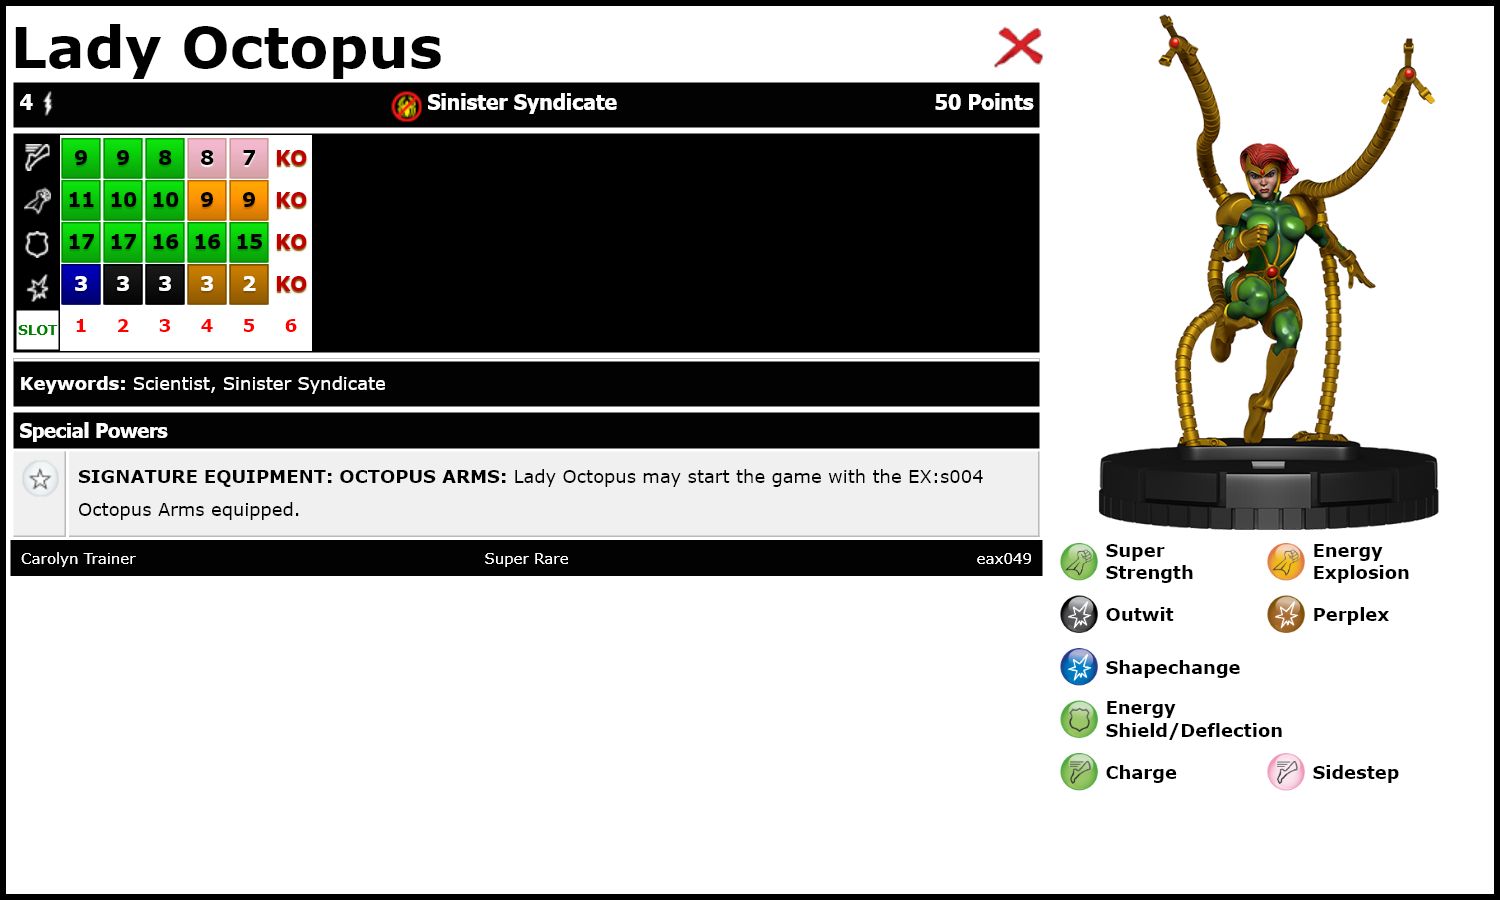 Lady Octopus
4 Sinister Syndicate 50 Points
9 9 8 8 7 KO
11 10 10 9 9 KO
17 17 16 16 15 KO
3 3 3 3 2 KO
SLOT 1 2 3 4 5 6
Keywords: Scientist, Sinister Syndicate
Special Powers
SIGNATURE EQUIPMENT: OCTOPUS ARMS: Lady Octopus may start the game with the EX:s004
Octopus Arms equipped.
Carolyn Trainer Super Rare eax049
Super
Strength
Energy
Explosion
Outwit
Perplex
Shapechange
Energy
Shield/Deflection
Charge
Sidestep